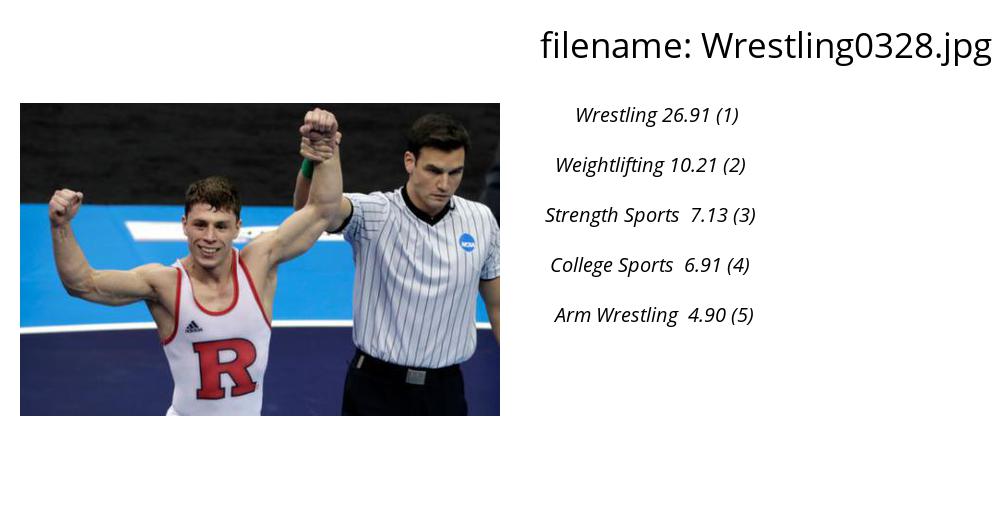 filename: Wrestling0328.jpg
Wrestling 26.91 (1)
Weightlifting 10.21 (2)
Strength Sports 7.13 (3)
College Sports 6.91 (4)
Arm Wrestling 4.90 (5)
NCAA
adidas
R